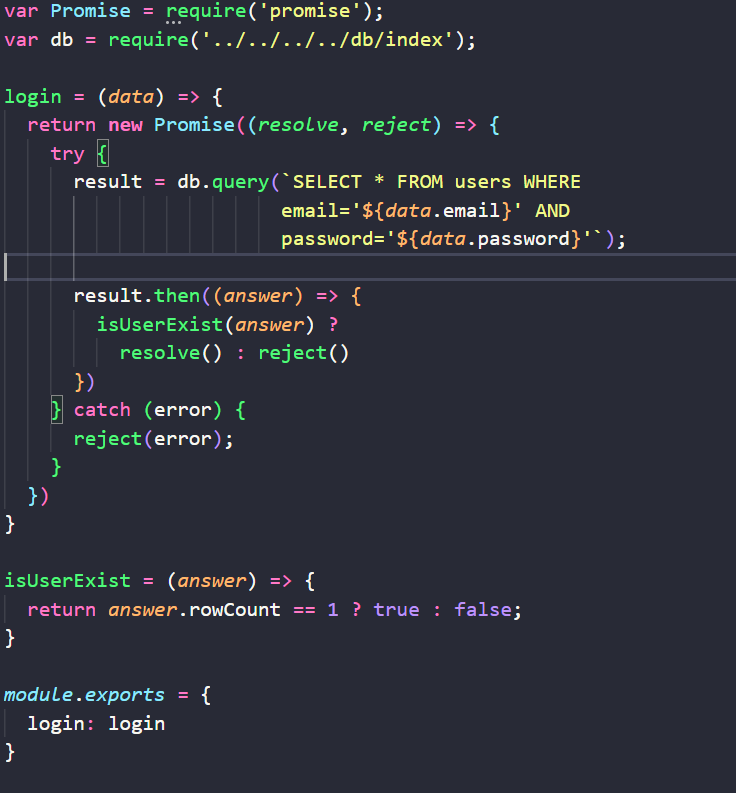 var Promise = require('promise');
var db = require('../../../../db/index');

login = (data) => {
  return new Promise((resolve, reject) => {
    try {
      result = db.query(`SELECT * FROM users WHERE
                        email='${data.email}' AND
                        password='${data.password}'`);

      result.then((answer) => {
        isUserExist(answer) ?
          resolve() : reject()
      })
    } catch (error) {
      reject(error);
    }
  })
}

isUserExist = (answer) => {
  return answer.rowCount == 1 ? true : false;
}

module.exports = {
  login: login
}